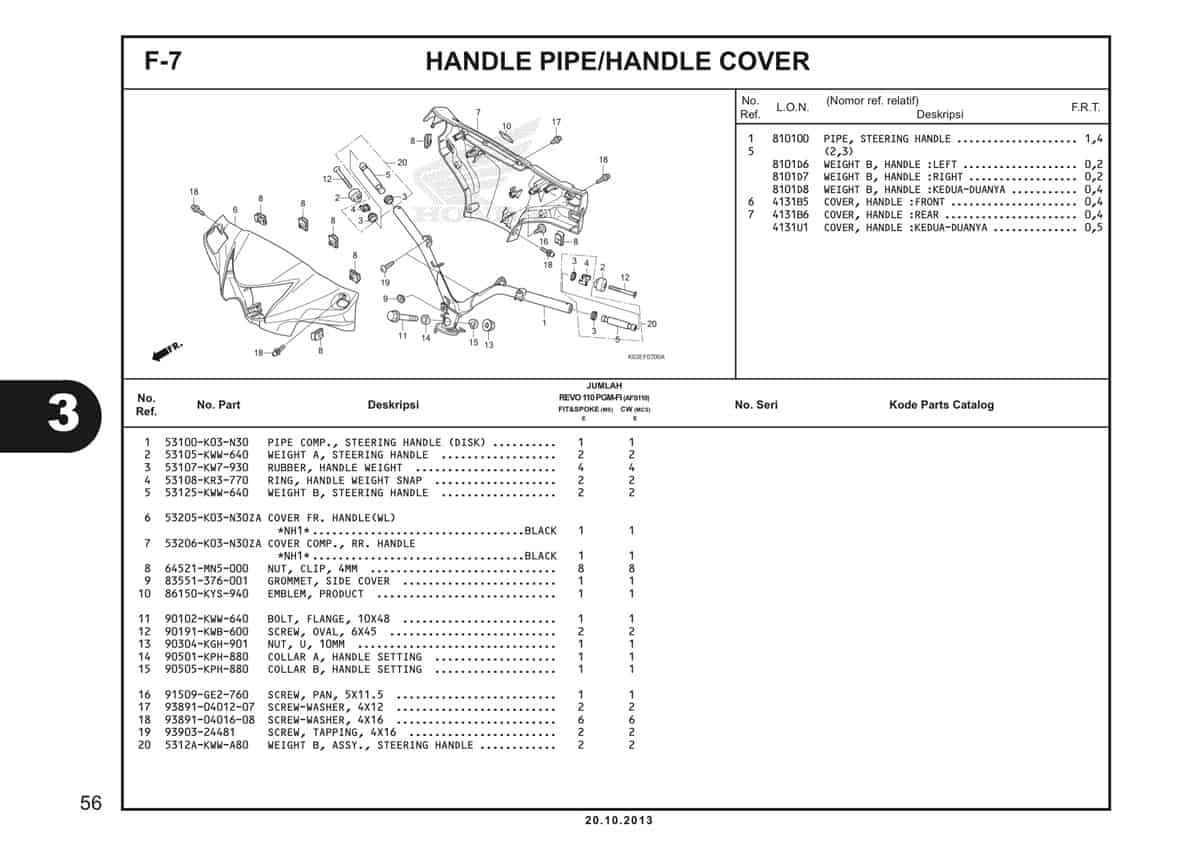 F-7 HANDLE PIPE/HANDLE COVER
No. Ref. L.O.N. (Nomor ref. relatif) Deskripsi F.R.T.
1 8101OD PIPE, STEERING HANDLE ................... 1,4
5 (2,3)
8101D6 WEIGHT B, HANDLE :LEFT .................. 0,2
8101D7 WEIGHT B, HANDLE :RIGHT ................. 0,2
8101D8 WEIGHT B, HANDLE :KEDUA-DUANYA .......... 0,4
6 4131B5 COVER, HANDLE :FRONT .................... 0,4
7 4131B6 COVER, HANDLE :REAR ..................... 0,4
4131U1 COVER, HANDLE :KEDUA-DUANYA ............. 0,5
7
10
17
8
20
18
12
5
18
2
3
8
6
4
8
3
8
16
8
18
8
3
4
2
12
19
9
1
20
3
11
14
15
13
5
18
8
FR.
HONDA
K03EF0700A
3
No. Ref. No. Part Deskripsi JUMLAH REVO 110 PGM-FI (AFS110) FIT&SPOKE (MS) E CW (MCS) E No. Seri Kode Parts Catalog
1 53100-K03-N30 PIPE COMP., STEERING HANDLE (DISK) .......... 1 1
2 53105-KWW-640 WEIGHT A, STEERING HANDLE .................. 2 2
3 53107-KW7-930 RUBBER, HANDLE WEIGHT ...................... 4 4
4 53108-KR3-770 RING, HANDLE WEIGHT SNAP ................... 2 2
5 53125-KWW-640 WEIGHT B, STEERING HANDLE .................. 2 2
6 53205-K03-N30ZA COVER FR. HANDLE(WL)
*NH1*.................................BLACK 1 1
7 53206-K03-N30ZA COVER COMP., RR. HANDLE
*NH1*.................................BLACK 1 1
8 64521-MN5-000 NUT, CLIP, 4MM ............................. 8 8
9 83551-376-001 GROMMET, SIDE COVER ........................ 1 1
10 86150-KYS-940 EMBLEM, PRODUCT ............................ 1 1
11 90102-KWW-640 BOLT, FLANGE, 10X48 ........................ 1 1
12 90191-KWB-600 SCREW, OVAL, 6X45 .......................... 2 2
13 90304-KGH-901 NUT, U, 10MM ............................... 1 1
14 90501-KPH-880 COLLAR A, HANDLE SETTING ................... 1 1
15 90505-KPH-880 COLLAR B, HANDLE SETTING ................... 1 1
16 91509-GE2-760 SCREW, PAN, 5X11.5 ......................... 1 1
17 93891-04012-07 SCREW-WASHER, 4X12 ......................... 2 2
18 93891-04016-08 SCREW-WASHER, 4X16 ......................... 6 6
19 93903-24481 SCREW, TAPPING, 4X16 ....................... 2 2
20 5312A-KWW-A80 WEIGHT B, ASSY., STEERING HANDLE ............ 2 2
56
20.10.2013